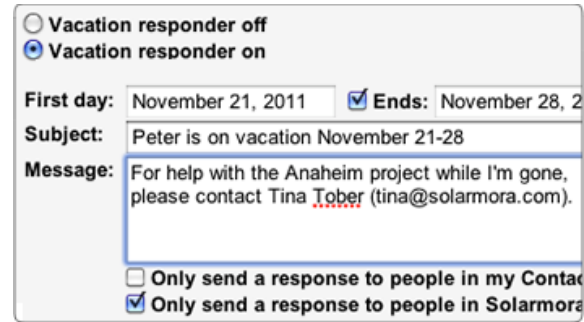 Vacation responder off
Vacation responder on
First day: November 21, 2011 Ends: November 28, 2
Subject: Peter is on vacation November 21-28
Message: For help with the Anaheim project while I'm gone,
please contact Tina Tober (tina@solarmora.com).
Only send a response to people in my Contac
Only send a response to people in Solarmora